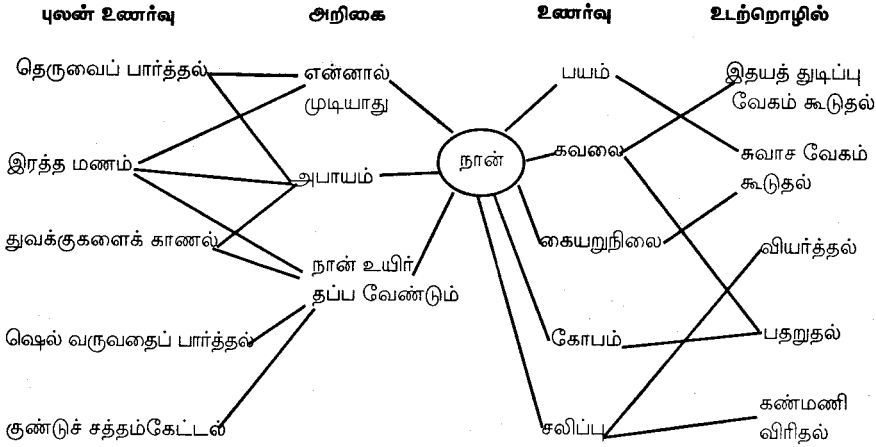 புலன் உணர்வு அறிகை உணர்வு உடற்றொழில்
தெருவைப் பார்த்தல் என்னால் முடியாது பயம் இதயத் துடிப்பு வேகம் கூடுதல்
இரத்த மணம் அபாயம் நான் கவலை சுவாச வேகம் கூடுதல்
துவக்குகளைக் காணல் நான் உயிர் தப்ப வேண்டும் கையறுநிலை வியர்த்தல்
ஷெல் வருவதைப் பார்த்தல் கோபம் பதறுதல்
குண்டுச் சத்தம்கேட்டல் சலிப்பு கண்மணி விரிதல்